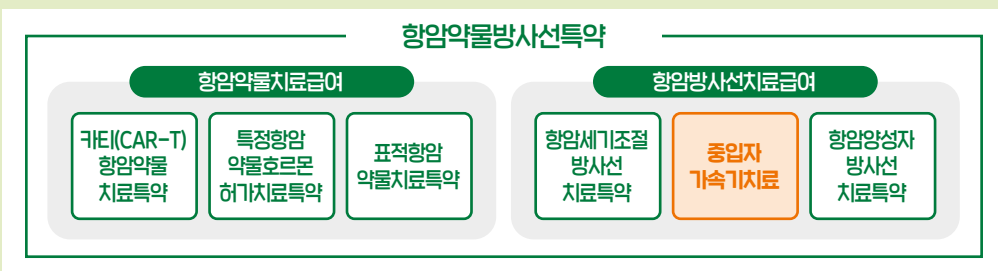 항암약물방사선특약
항암약물치료급여
카티(CAR-T)
항암약물
치료특약
특정항암
약물호르몬
허가치료특약
표적항암
약물치료특약
항암방사선치료급여
항암세기조절
방사선
치료특약
중입자
가속기치료
항암양성자
방사선
치료특약